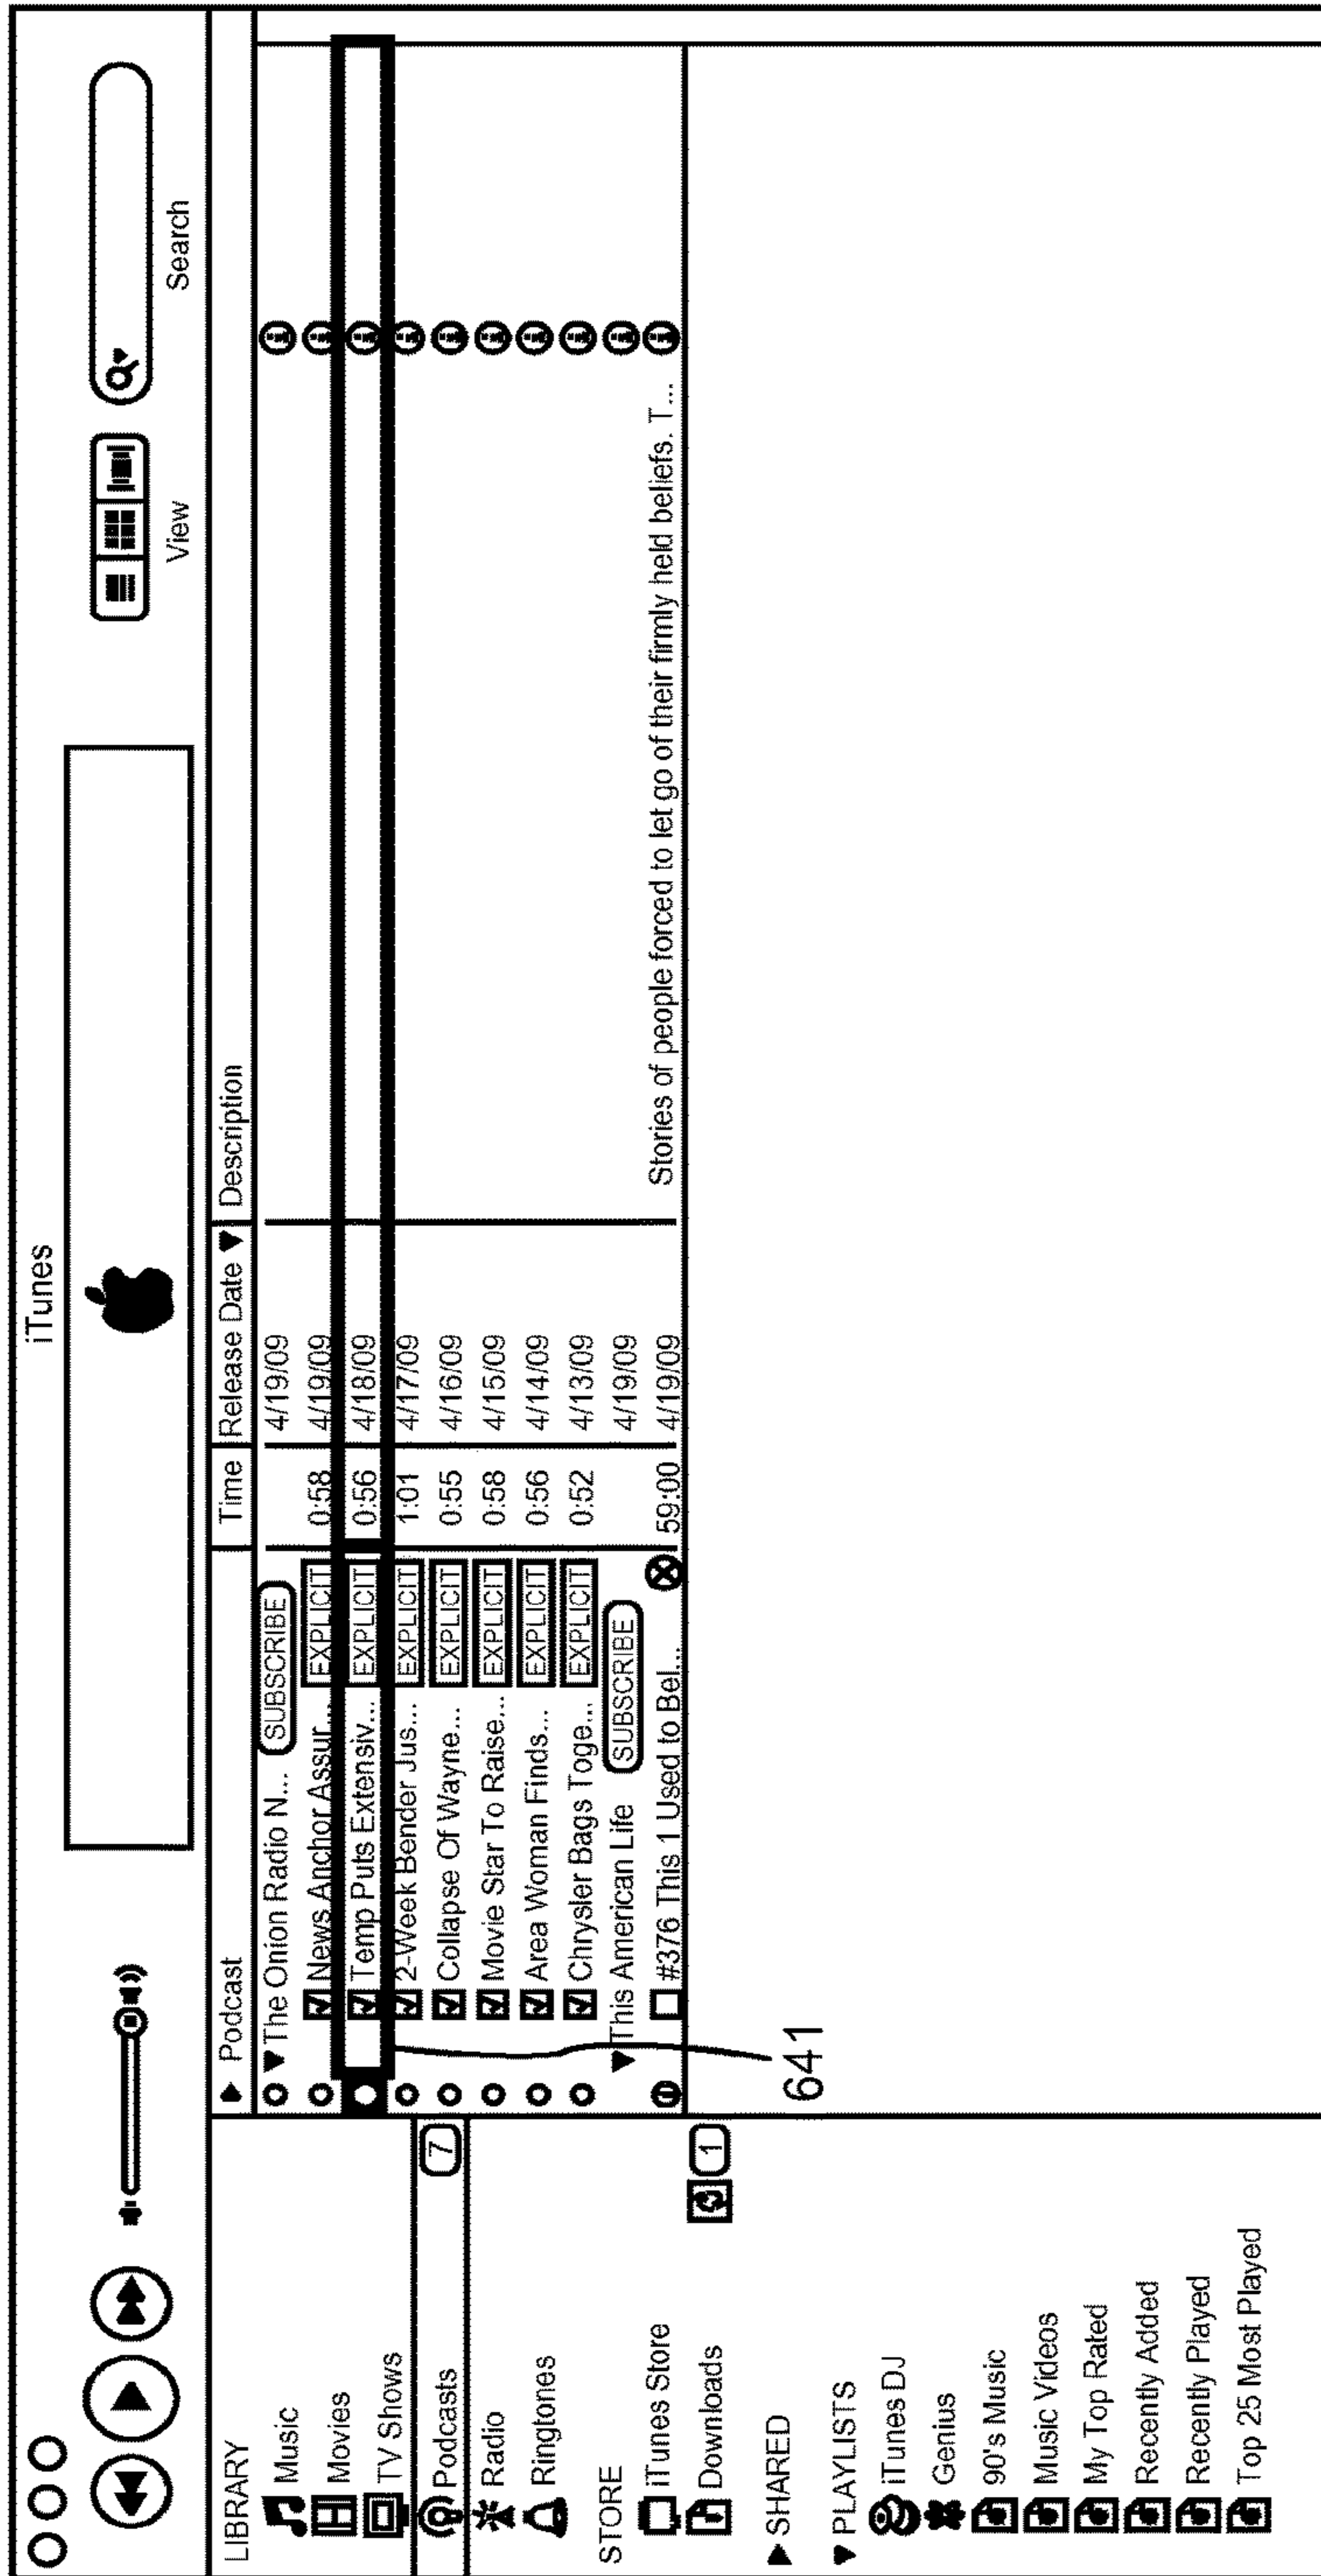 iTunes
View
Search
LIBRARY
Music
Movies
TV Shows
Podcasts 7
Radio
Ringtones
STORE
iTunes Store
Downloads 1
SHARED
PLAYLISTS
iTunes DJ
Genius
90's Music
Music Videos
My Top Rated
Recently Added
Recently Played
Top 25 Most Played
Podcast Time Release Date Description
The Onion Radio N... SUBSCRIBE 4/19/09
News Anchor Assur... EXPLICIT 0:58 4/19/09
Temp Puts Extensiv... EXPLICIT 0:56 4/18/09
2-Week Bender Jus... EXPLICIT 1:01 4/17/09
Collapse Of Wayne... EXPLICIT 0:55 4/16/09
Movie Star To Raise... EXPLICIT 0:58 4/15/09
Area Woman Finds... EXPLICIT 0:56 4/14/09
Chrysler Bags Toge... EXPLICIT 0:52 4/13/09
This American Life SUBSCRIBE 4/19/09
#376 This 1 Used to Bel... 59:00 4/19/09 Stories of people forced to let go of their firmly held beliefs. T...
641